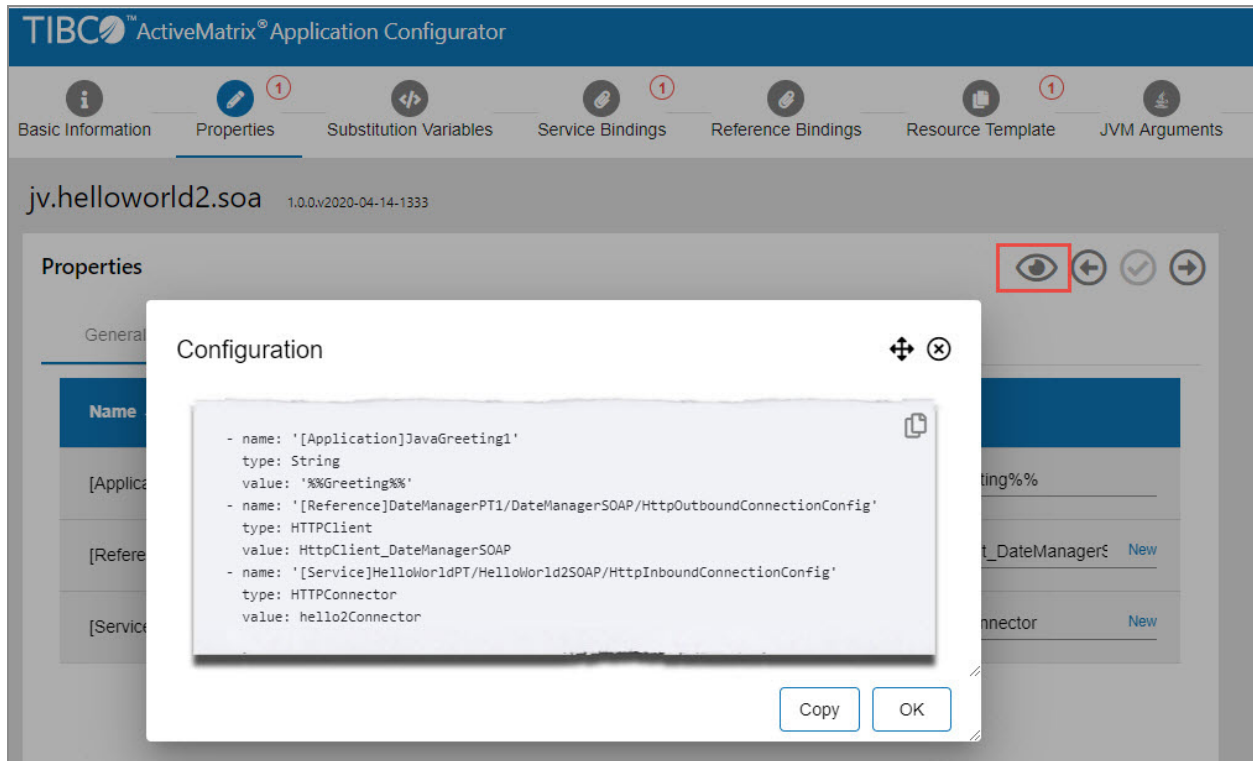 TIBCO™ ActiveMatrix® Application Configurator
1 1 1
Basic Information Properties Substitution Variables Service Bindings Reference Bindings Resource Template JVM Arguments
jv.helloworld2.soa 1.0.0.v2020-04-14-1333
Properties
General
Configuration
Name
- name: '[Application]JavaGreeting1'
type: String
value: '%%Greeting%%'
- name: '[Reference]DateManagerPT1/DateManagerSOAP/HttpOutboundConnectionConfig'
type: HTTPClient
value: HttpClient_DateManagerSOAP
- name: '[Service]HelloWorldPT/HelloWorld2SOAP/HttpInboundConnectionConfig'
type: HTTPConnector
value: hello2Connector
[Applica ting%%
[Refere t_DateManagerS New
[Service nnector New
Copy OK